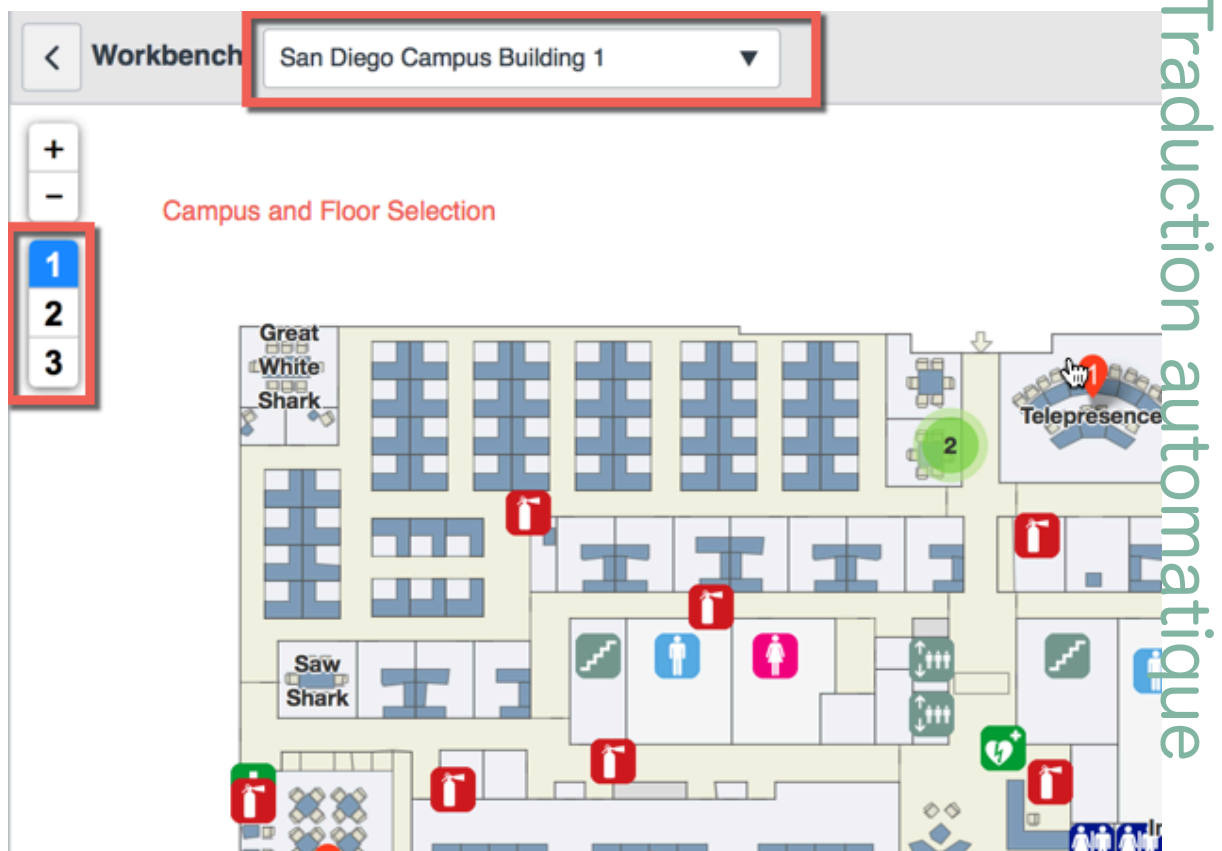 Workbench
San Diego Campus Building 1
+
−
Campus and Floor Selection
1
2
3
Great
White
Shark
1
Telepresence
2
Saw
Shark
Traduction automatique